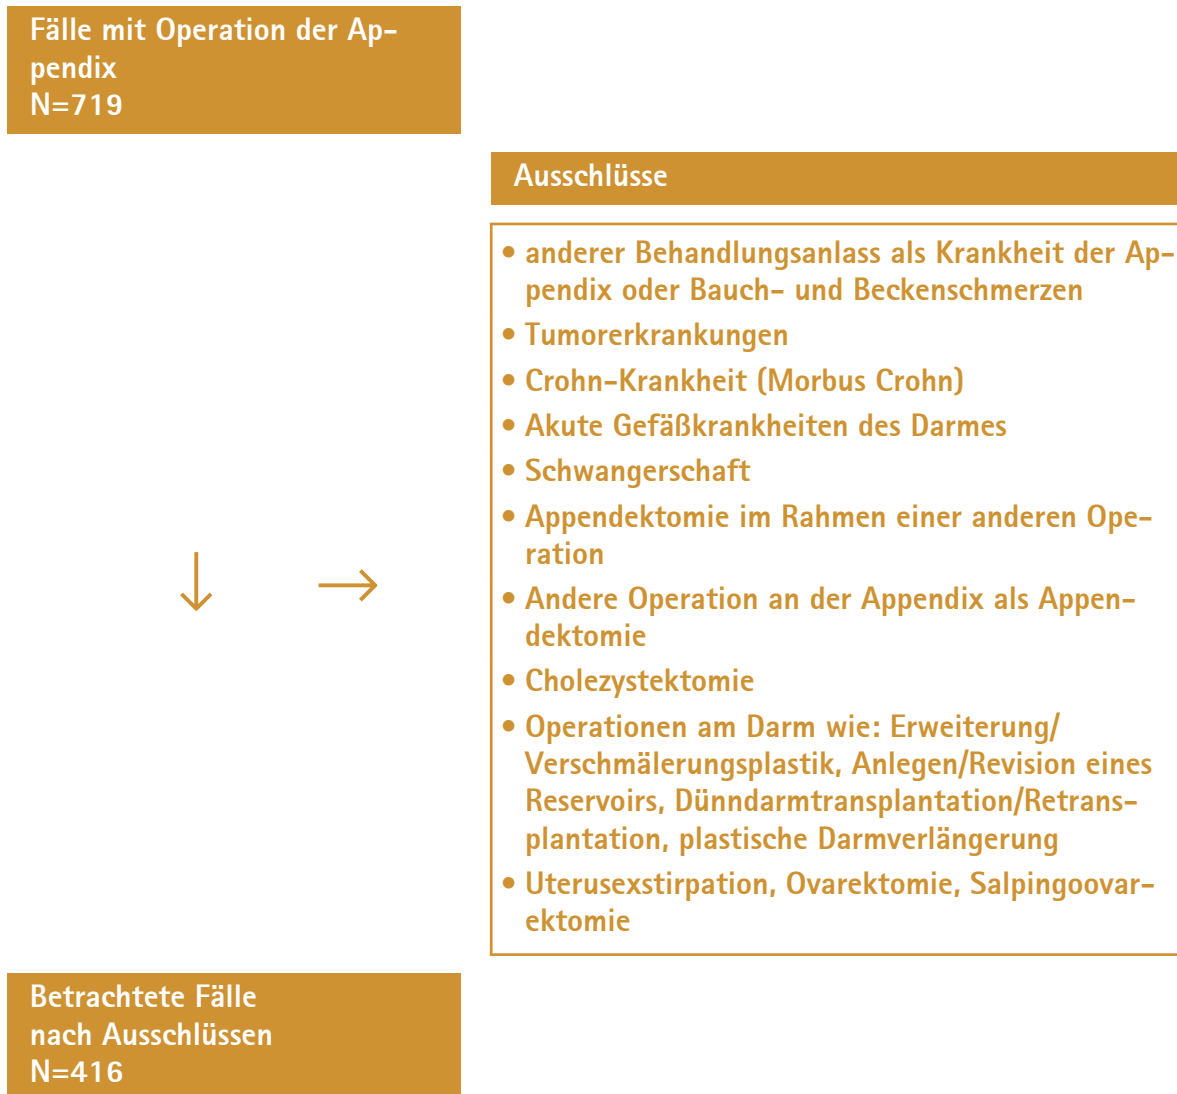 Fälle mit Operation der Ap-
pendix
N=719
Ausschlüsse
• anderer Behandlungsanlass als Krankheit der Ap-
pendix oder Bauch- und Beckenschmerzen
• Tumorerkrankungen
• Crohn-Krankheit (Morbus Crohn)
• Akute Gefäßkrankheiten des Darmes
• Schwangerschaft
• Appendektomie im Rahmen einer anderen Ope-
ration
• Andere Operation an der Appendix als Appen-
dektomie
• Cholezystektomie
• Operationen am Darm wie: Erweiterung/
Verschmälerungsplastik, Anlegen/Revision eines
Reservoirs, Dünndarmtransplantation/Retrans-
plantation, plastische Darmverlängerung
• Uterusexstirpation, Ovarektomie, Salpingoovar-
ektomie
Betrachtete Fälle
nach Ausschlüssen
N=416